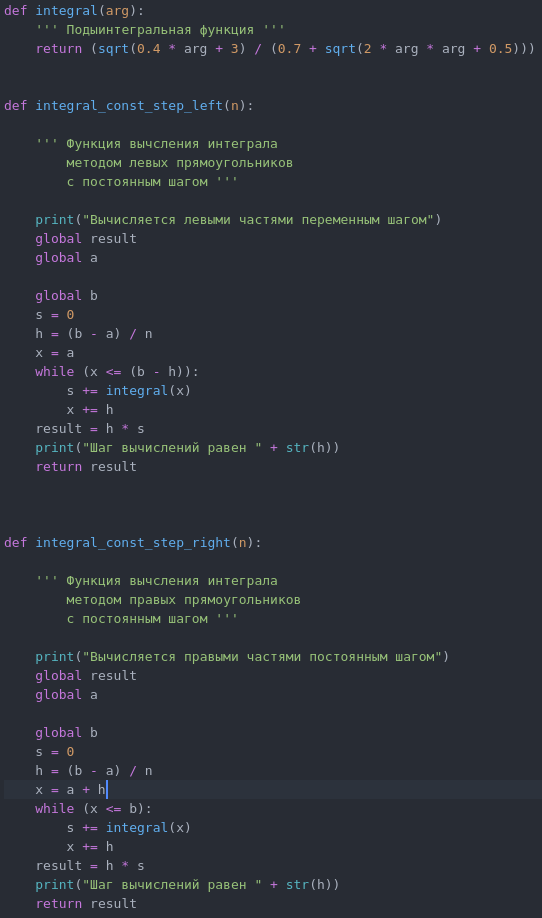 def integral(arg):
    ''' Подыинтегральная функция '''
    return (sqrt(0.4 * arg + 3) / (0.7 + sqrt(2 * arg * arg + 0.5)))
def integral_const_step_left(n):
    ''' Функция вычсления интеграла
        методом левых прямоугольников
        с постоянным шагом '''
    print("Вычисляется левыми частями переменным шагом")
    global result
    global a
    global b
    s = 0
    h = (b - a) / n
    x = a
    while (x <= (b - h)):
        s += integral(x)
        x += h
    result = h * s
    print("Шаг вычислений равен " + str(h))
    return result
def integral_const_step_right(n):
    ''' Функция вычсления интеграла
        методом правых прямоугольников
        с постоянным шагом '''
    print("Вычисляется правыми частями постоянным шагом")
    global result
    global a
    global b
    s = 0
    h = (b - a) / n
    x = a + h
    while (x <= b):
        s += integral(x)
        x += h
    result = h * s
    print("Шаг вычислений равен " + str(h))
    return result